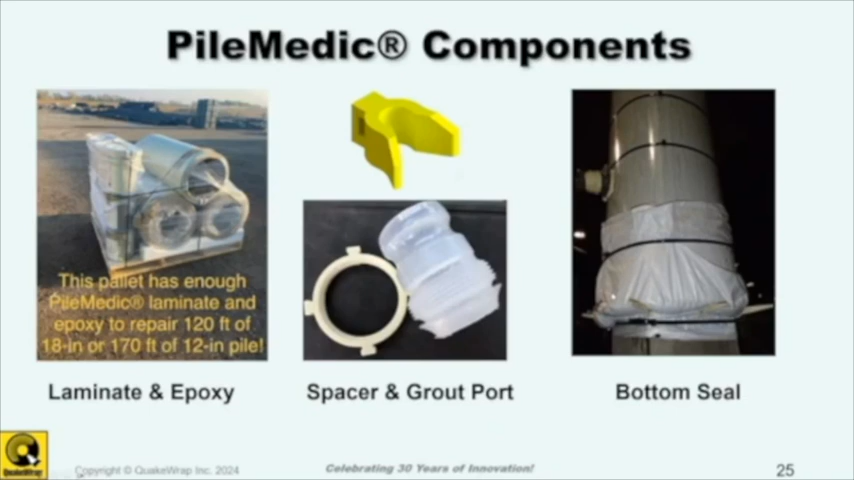 PileMedic® Components
This pallet has enough
PileMedic® laminate and
epoxy to repair 120 ft of
18-in or 170 ft of 12-in pile!
Laminate & Epoxy
Spacer & Grout Port
Bottom Seal
QuakeWrap
Copyright © QuakeWrap Inc. 2024
Celebrating 30 Years of Innovation!
25